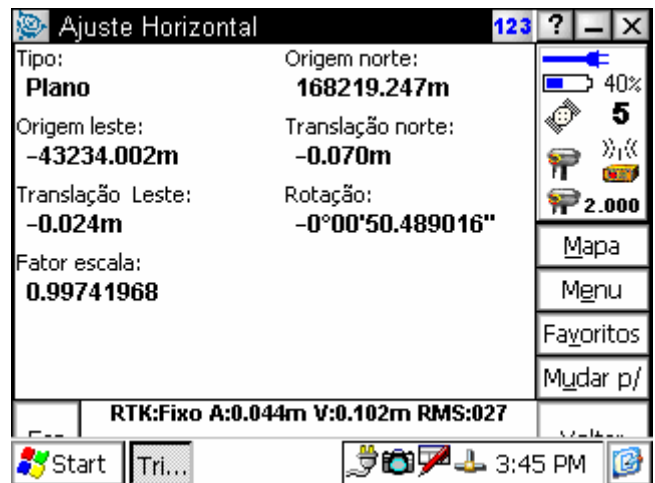 Ajuste Horizontal 123 ?
Tipo:
Plano
Origem norte:
168219.247m
Origem leste:
-43234.002m
Translação norte:
-0.070m
Translação Leste:
-0.024m
Rotação:
-0°00'50.489016"
Fator escala:
0.99741968
40%
5
2.000
Mapa
Menu
Favoritos
Mudar p/
RTK:Fixo A:0.044m V:0.102m RMS:027
Start
Tri...
3:45 PM